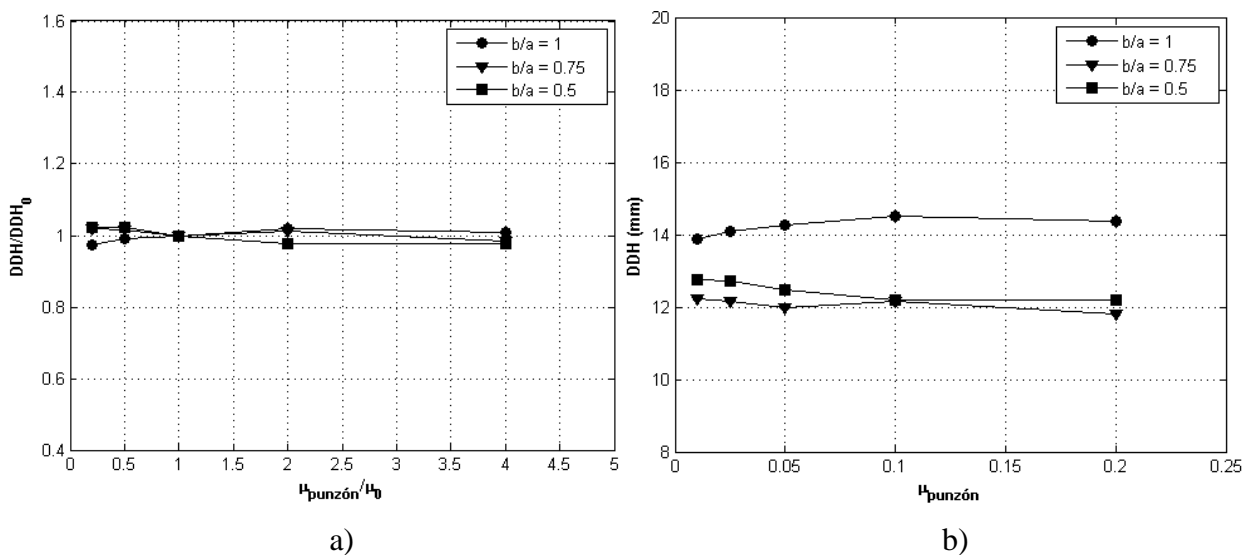 1.6
1.4
1.2
1
0.8
0.6
0.4
DDH/DDH0
0 0.5 1 1.5 2 2.5 3 3.5 4 4.5 5
μpunzón/μ0
b/a = 1
b/a = 0.75
b/a = 0.5
a)
20
18
16
14
12
10
8
DDH (mm)
0 0.05 0.1 0.15 0.2 0.25
μpunzón
b/a = 1
b/a = 0.75
b/a = 0.5
b)